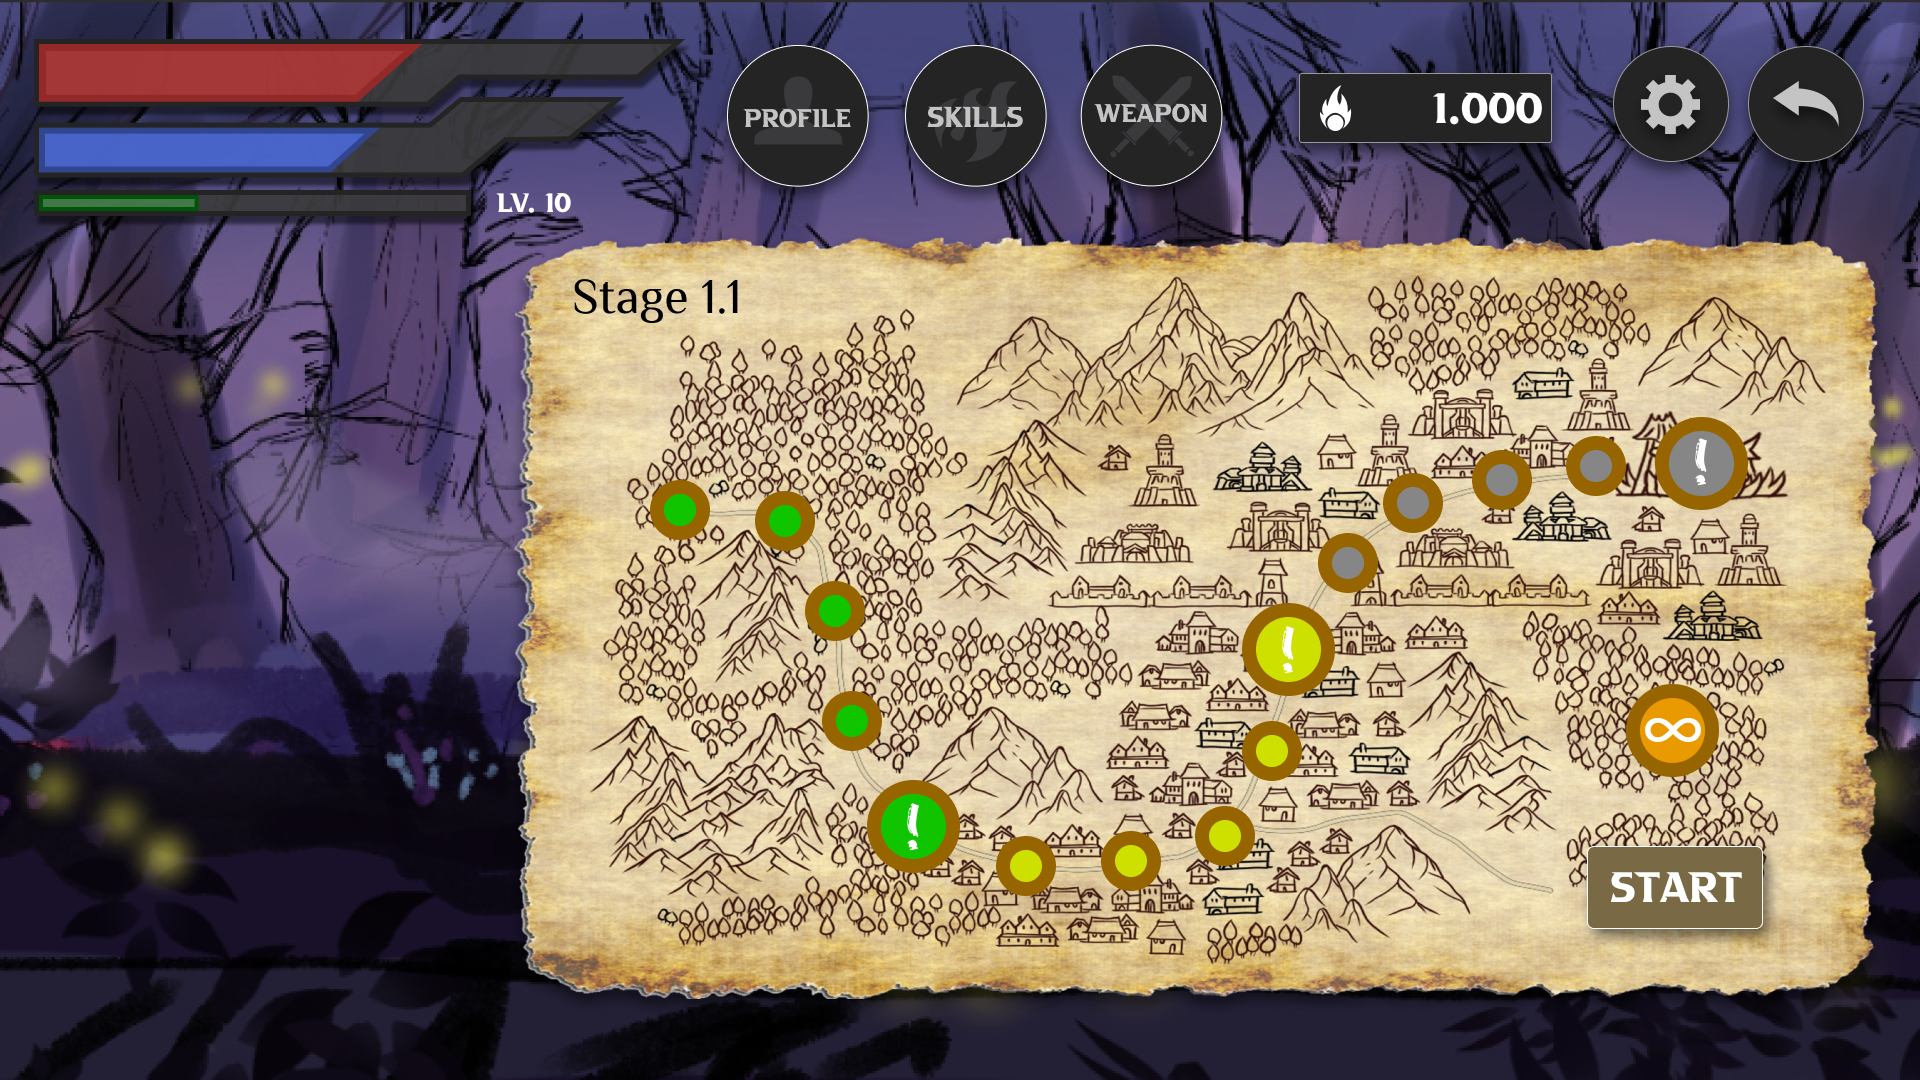 PROFILE
SKILLS
WEAPON
1.000
LV. 10
Stage 1.1
!
!
!
∞
START